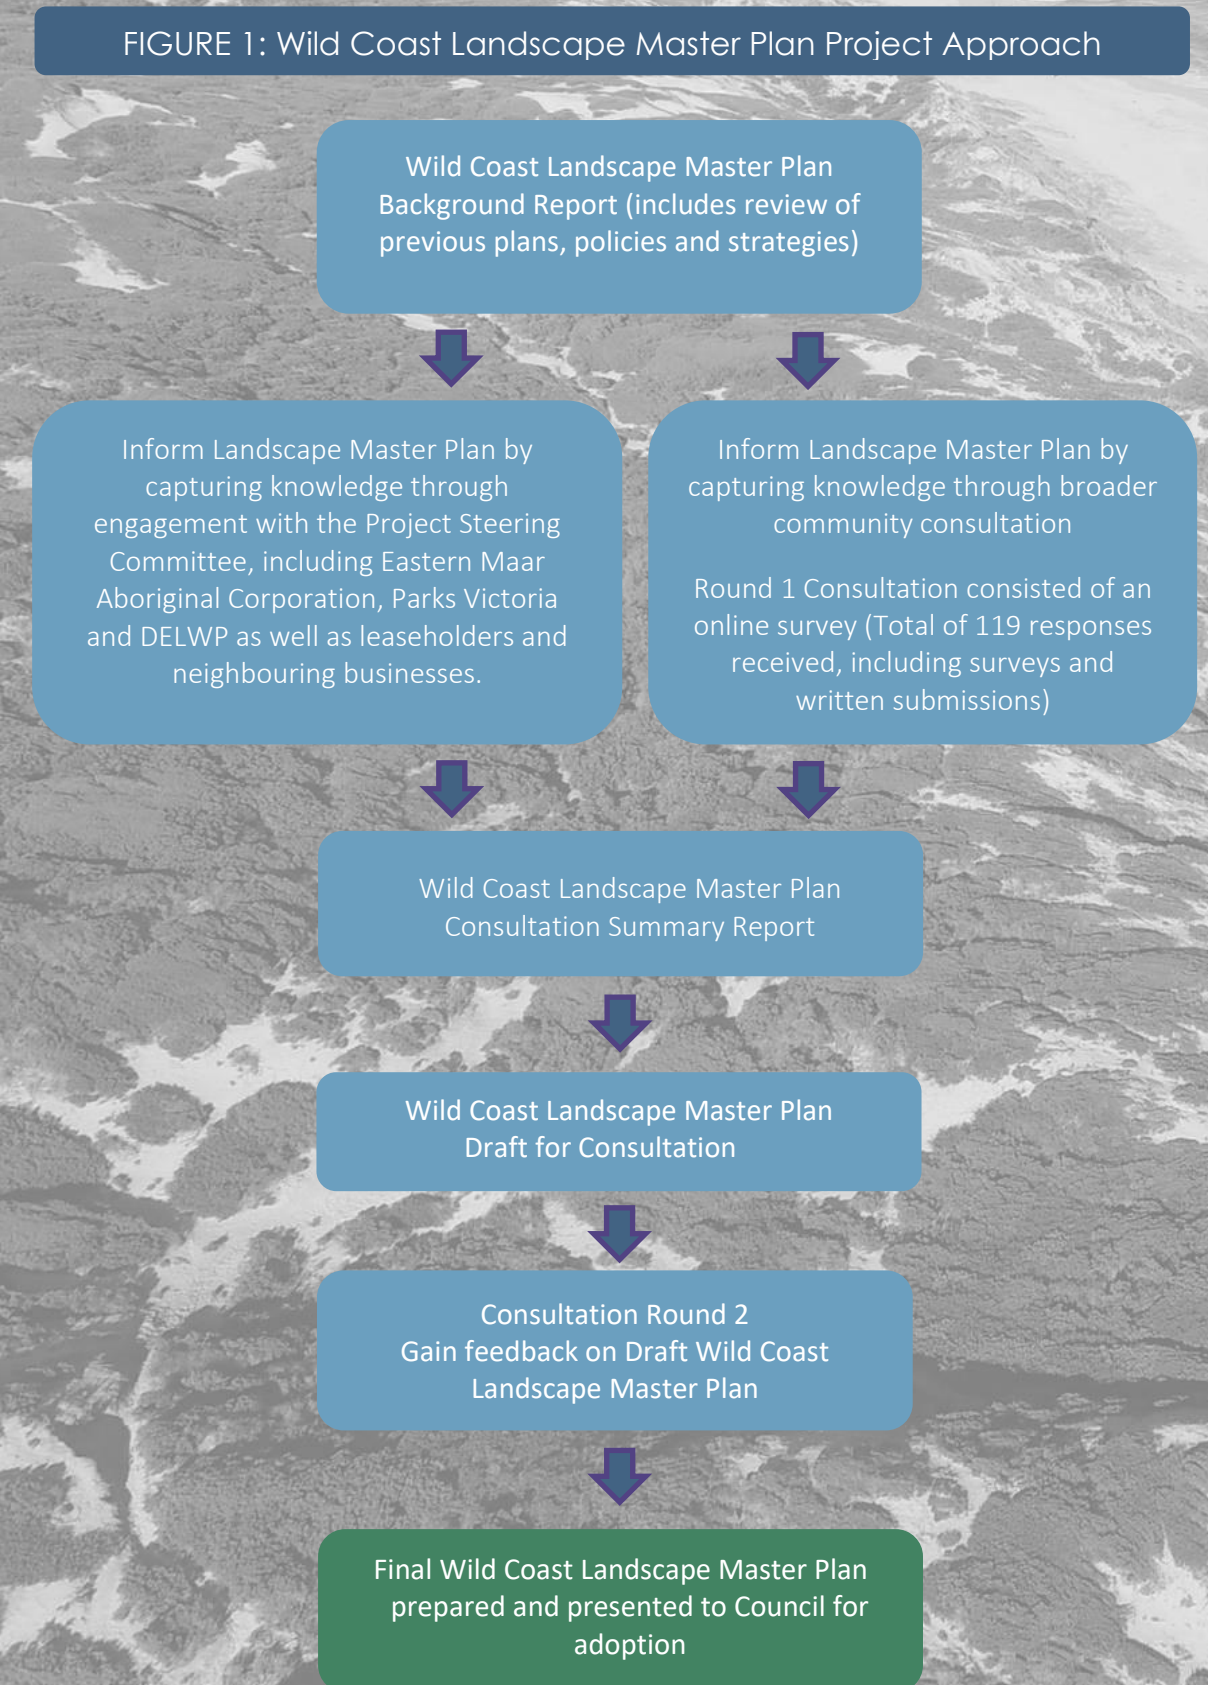 FIGURE 1: Wild Coast Landscape Master Plan Project Approach
Wild Coast Landscape Master Plan
Background Report (includes review of
previous plans, policies and strategies)
Inform Landscape Master Plan by
capturing knowledge through
engagement with the Project Steering
Committee, including Eastern Maar
Aboriginal Corporation, Parks Victoria
and DELWP as well as leaseholders and
neighbouring businesses.
Inform Landscape Master Plan by
capturing knowledge through broader
community consultation
Round 1 Consultation consisted of an
online survey (Total of 119 responses
received, including surveys and
written submissions)
Wild Coast Landscape Master Plan
Consultation Summary Report
Wild Coast Landscape Master Plan
Draft for Consultation
Consultation Round 2
Gain feedback on Draft Wild Coast
Landscape Master Plan
Final Wild Coast Landscape Master Plan
prepared and presented to Council for
adoption